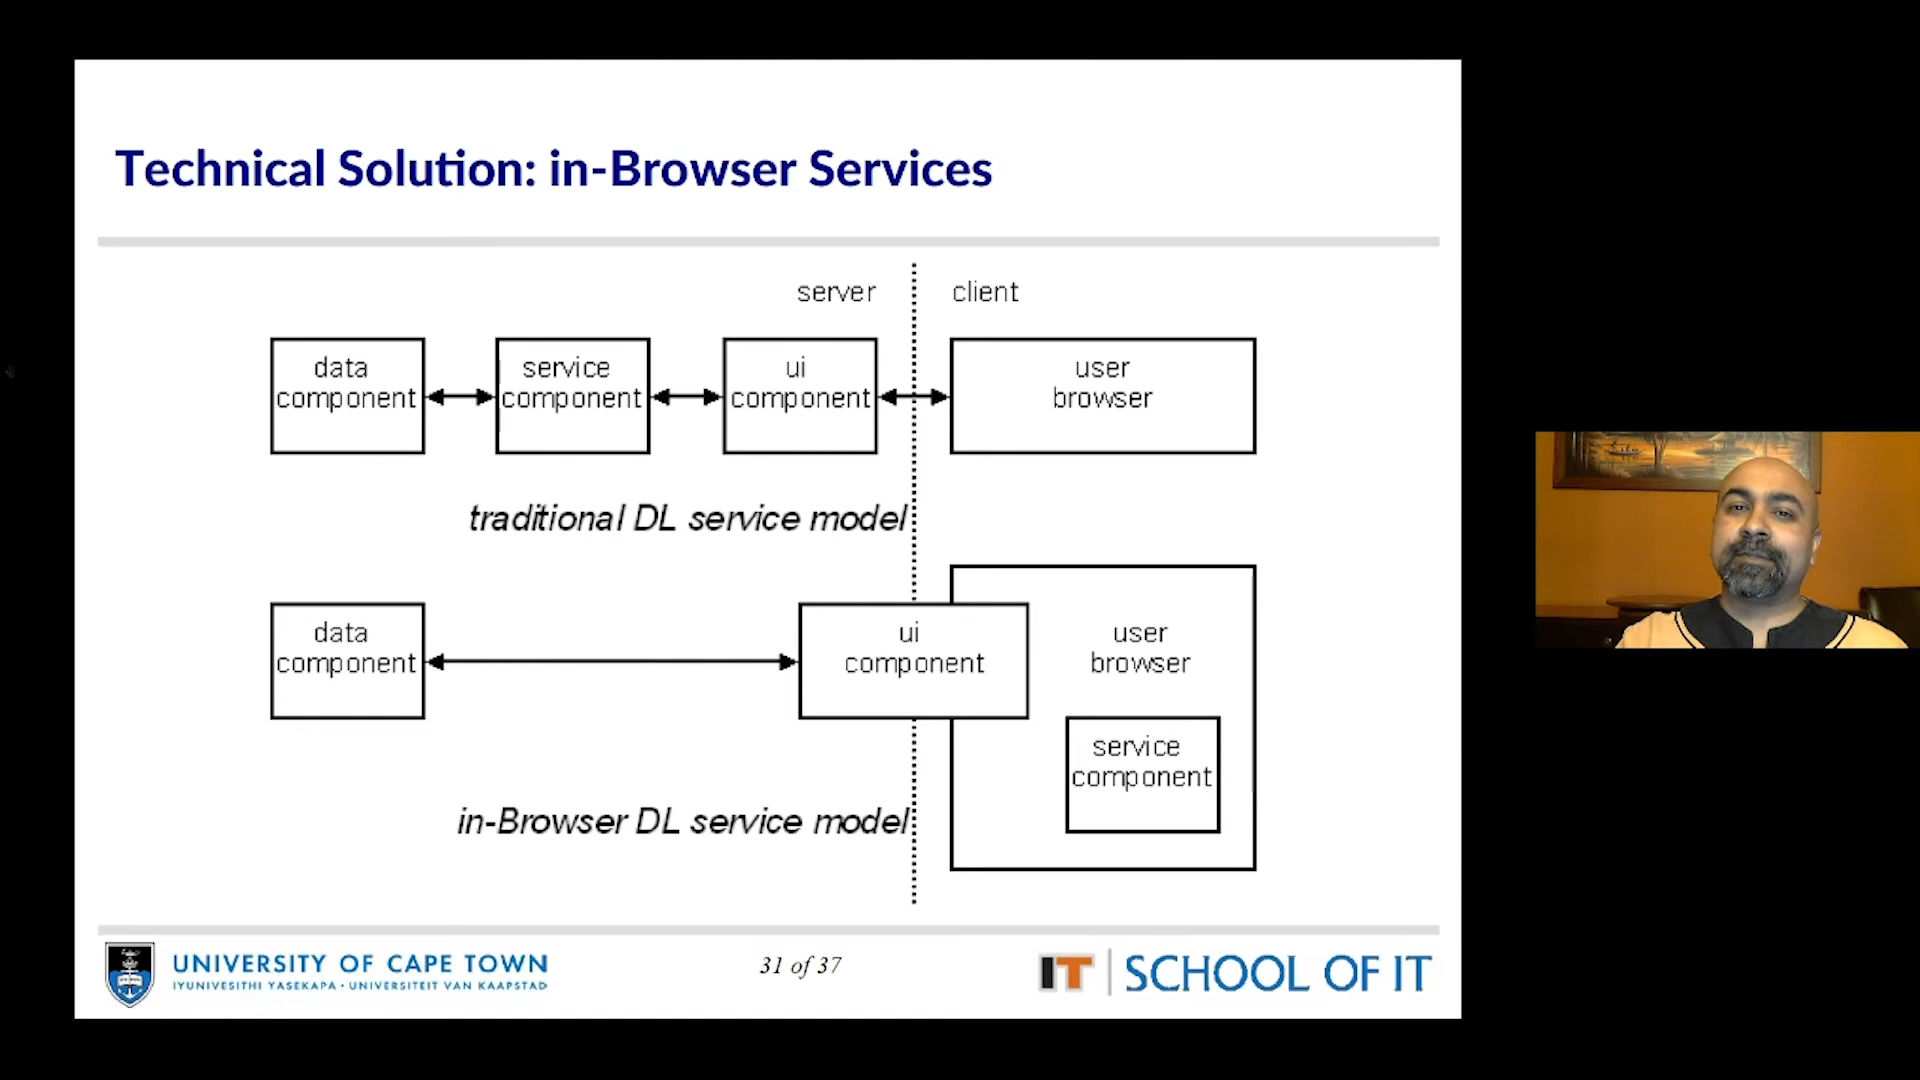 Technical Solution: in-Browser Services
server
client
data
component
service
component
ui
component
user
browser
traditional DL service model
data
component
ui
component
user
browser
service
component
in-Browser DL service model
UNIVERSITY OF CAPE TOWN
IYUNIVESITHI YASEKAPA • UNIVERSITEIT VAN KAAPSTAD
31 of 37
IT
SCHOOL OF IT